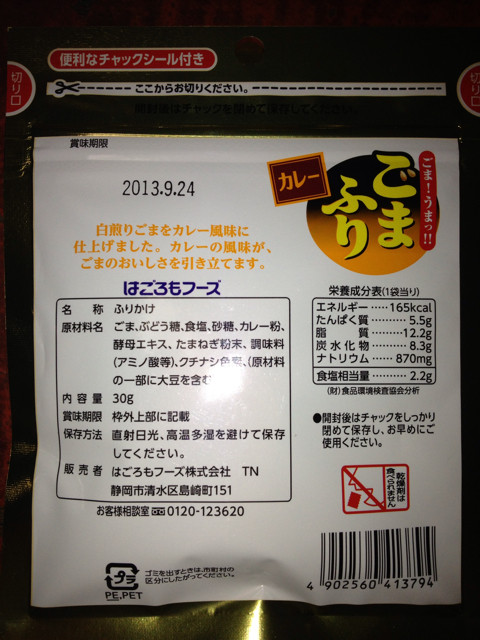 便利なチャックシール付き
切り口
ここからお切りください。
切り口
開封後はチャックを閉めて保存してください。
賞味期限
2013.9.24
ごま!うまっ!!
カレー
ごま
ふり
白煎りごまをカレー風味に
仕上げました。カレーの風味が、
ごまのおいしさを引き立てます。
はごろもフーズ
名 称 ふりかけ
原材料名 ごま、ぶどう糖、食塩、砂糖、カレー粉、
酵母エキス、たまねぎ粉末、調味料
(アミノ酸等)、クチナシ色素、(原材料
の一部に大豆を含む)
内容量 30g
賞味期限 枠外上部に記載
保存方法 直射日光、高温多湿を避けて保存
してください。
販売者 はごろもフーズ株式会社 TN
静岡市清水区島崎町151
お客様相談室 0120-123620
栄養成分表(1袋当り)
エネルギー 165kcal
たんぱく質 5.5g
脂質 12.2g
炭水化物 8.3g
ナトリウム 870mg
食塩相当量 2.2g
(財)食品環境検査協会分析
●開封後はチャックをしっかり
閉めて保存し、お早めにご
使用ください。
乾燥剤は
食べられません
プラ
PE,PET
ゴミを出すときは、市町村の
区分にしたがってください。
4 902560 413794